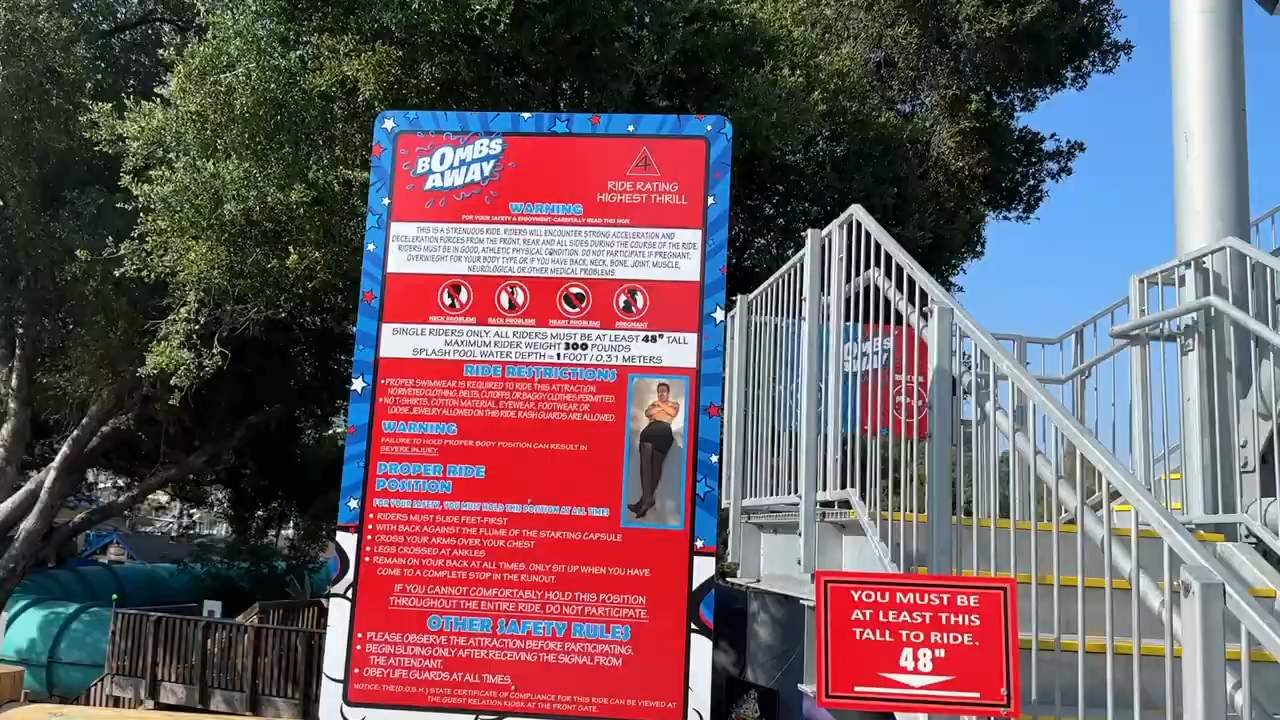 BOMBS
AWAY
4
RIDE RATING
HIGHEST THRILL
WARNING
FOR YOUR SAFETY & ENJOYMENT-CAREFULLY READ THIS SIGN
THIS IS A STRENUOUS RIDE. RIDERS WILL ENCOUNTER STRONG ACCELERATION AND
DECELERATION FORCES FROM THE FRONT, REAR AND ALL SIDES DURING THE COURSE OF THE RIDE.
RIDERS MUST BE IN GOOD, ATHLETIC PHYSICAL CONDITION. DO NOT PARTICIPATE IF PREGNANT,
OVERWIEGHT FOR YOUR BODY TYPE OR IF YOU HAVE BACK, NECK, BONE, JOINT, MUSCLE,
NEUROLOGICAL OR OTHER MEDICAL PROBLEMS.
NECK PROBLEMS
BACK PROBLEMS
HEART PROBLEMS
PREGNANT
SINGLE RIDERS ONLY. ALL RIDERS MUST BE AT LEAST 48" TALL
MAXIMUM RIDER WEIGHT 300 POUNDS
SPLASH POOL WATER DEPTH = 1 FOOT / 0.31 METERS
RIDE RESTRICTIONS
• PROPER SWIMWEAR IS REQUIRED TO RIDE THIS ATTRACTION.
NO RIVETED CLOTHING, BELTS, CUTOFFS, OR BAGGY CLOTHES PERMITTED.
• NO T-SHIRTS, COTTON MATERIAL, EYEWEAR, FOOTWEAR OR
LOOSE JEWELRY ALLOWED ON THIS RIDE. RASH GUARDS ARE ALLOWED.
WARNING
FAILURE TO HOLD PROPER BODY POSITION CAN RESULT IN
SEVERE INJURY.
PROPER RIDE
POSITION
FOR YOUR SAFETY, YOU MUST HOLD THIS POSITION AT ALL TIMES
• RIDERS MUST SLIDE FEET-FIRST
• WITH BACK AGAINST THE FLUME OF THE STARTING CAPSULE
• CROSS YOUR ARMS OVER YOUR CHEST
• LEGS CROSSED AT ANKLES
• REMAIN ON YOUR BACK AT ALL TIMES. ONLY SIT UP WHEN YOU HAVE
COME TO A COMPLETE STOP IN THE RUNOUT.
IF YOU CANNOT COMFORTABLY HOLD THIS POSITION
THROUGHOUT THE ENTIRE RIDE, DO NOT PARTICIPATE.
OTHER SAFETY RULES
• PLEASE OBSERVE THE ATTRACTION BEFORE PARTICIPATING.
• BEGIN SLIDING ONLY AFTER RECEIVING THE SIGNAL FROM
THE ATTENDANT.
• OBEY LIFE GUARDS AT ALL TIMES.
NOTICE: THE (D.O.S.H.) STATE CERTIFICATE OF COMPLIANCE FOR THIS RIDE CAN BE VIEWED AT
THE GUEST RELATION KIOSK AT THE FRONT GATE.
BOMBS
AWAY
YOU MUST BE
AT LEAST THIS
TALL TO RIDE.
48"